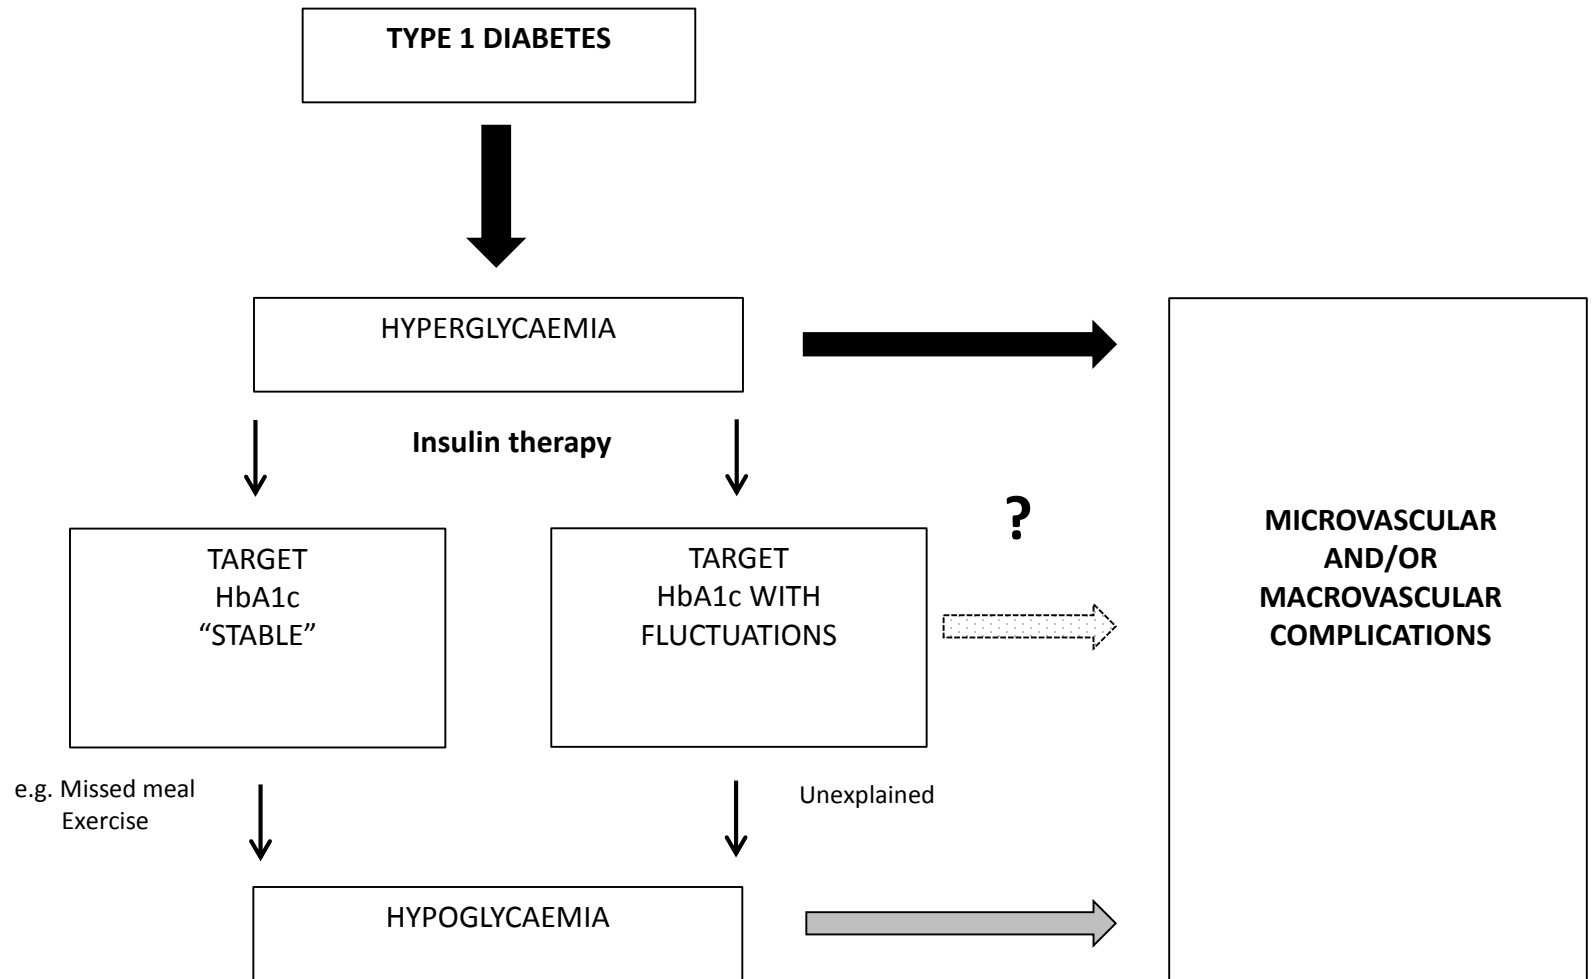 TYPE 1 DIABETES
HYPERGLYCAEMIA
Insulin therapy
TARGET
HbA1c
“STABLE”
TARGET
HbA1c WITH
FLUCTUATIONS
?
MICROVASCULAR
AND/OR
MACROVASCULAR
COMPLICATIONS
e.g. Missed meal
Exercise
Unexplained
HYPOGLYCAEMIA